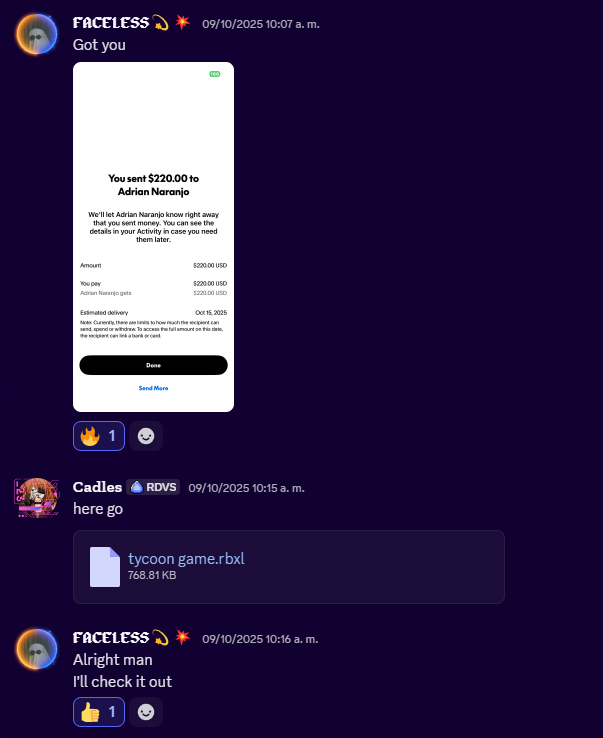 FACELESS 09/10/2025 10:07 a. m.
Got you
100
You sent $220.00 to
Adrian Naranjo
We'll let Adrian Naranjo know right away
that you sent money. You can see the
details in your Activity in case you need
them later.
Amount $220.00 USD
You pay $220.00 USD
Adrian Naranjo gets $220.00 USD
Estimated delivery Oct 15, 2025
Note: Currently, there are limits to how much the recipient can
send, spend or withdraw. To access the full amount on this date,
the recipient can link a bank or card.
Done
Send More
1
Cadles RDVS 09/10/2025 10:15 a. m.
here go
tycoon game.rbxl
768.81 KB
FACELESS 09/10/2025 10:16 a. m.
Alright man
I'll check it out
1